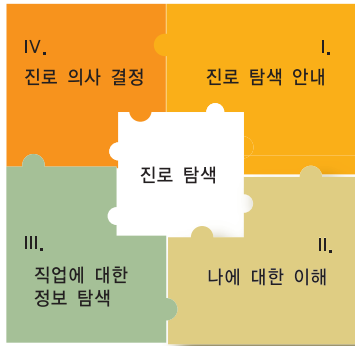 IV.
진로 의사 결정
I.
진로 탐색 안내
진로 탐색
III.
직업에 대한
정보 탐색
II.
나에 대한 이해